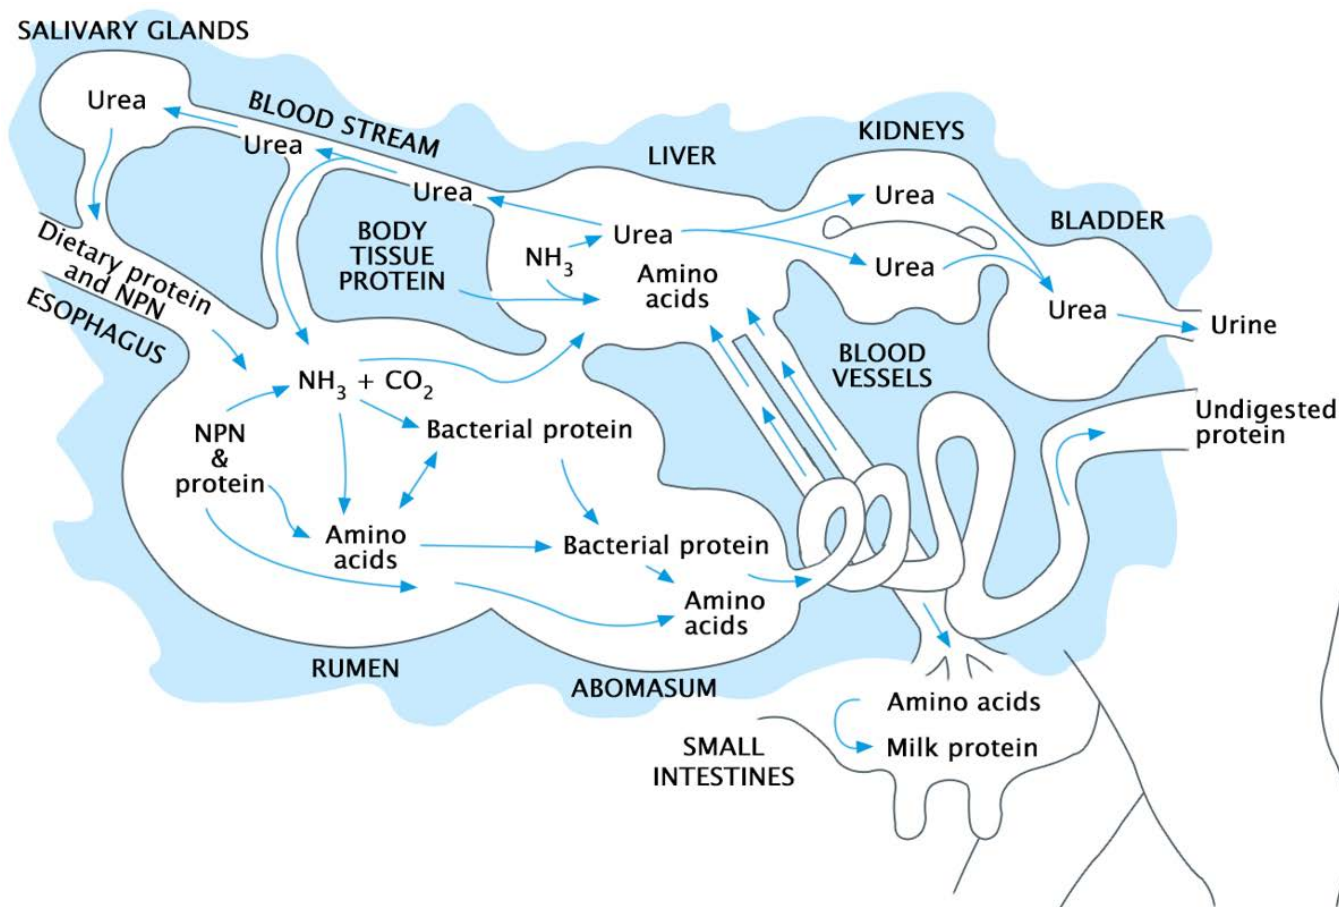 SALIVARY GLANDS
Urea
BLOOD STREAM
Urea
Urea
LIVER
KIDNEYS
Urea
BLADDER
BODY
TISSUE
PROTEIN
NH3
Urea
Amino
acids
Urea
Urea
Urine
Dietary protein
and NPN
ESOPHAGUS
BLOOD
VESSELS
NH3 + CO2
Undigested
protein
NPN
&
protein
Bacterial protein
Amino
acids
Bacterial protein
Amino
acids
RUMEN
ABOMASUM
Amino acids
Milk protein
SMALL
INTESTINES